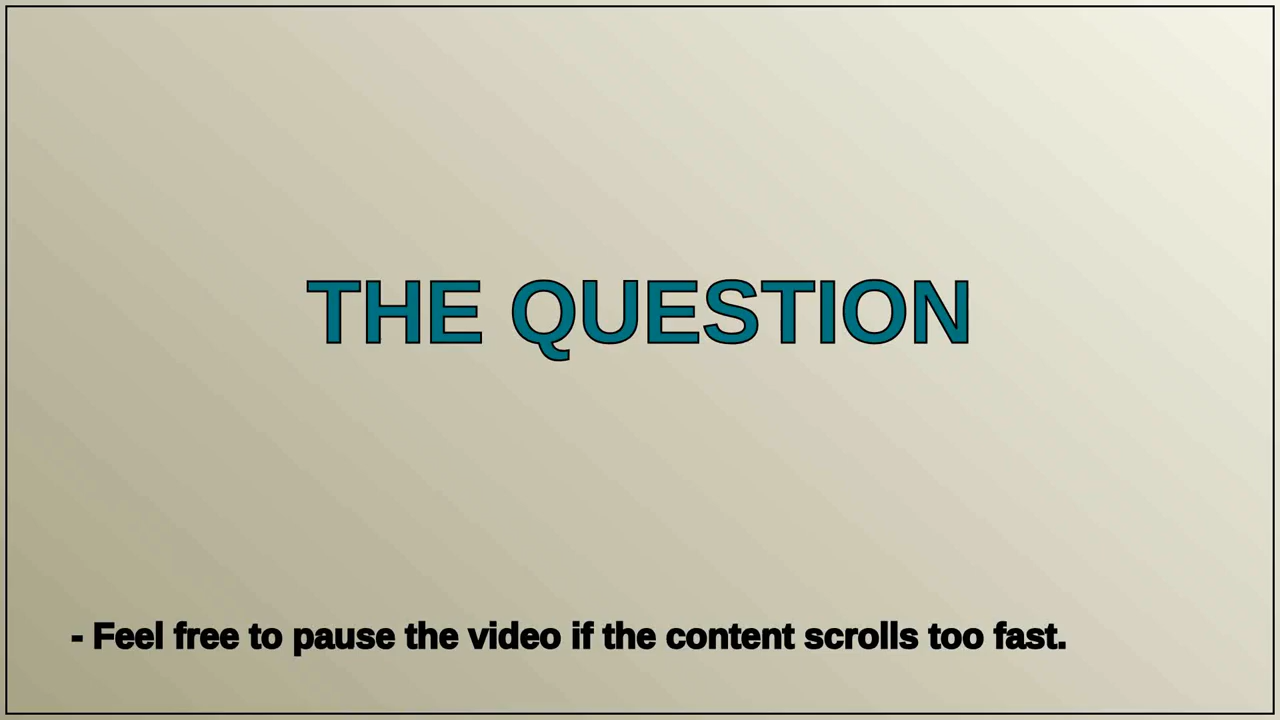 THE QUESTION
- Feel free to pause the video if the content scrolls too fast.